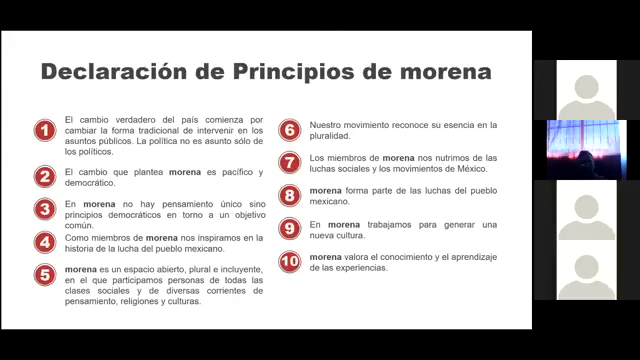 Declaración de Principios de morena
1
El cambio verdadero del país comienza por
cambiar la forma tradicional de intervenir en los
asuntos públicos. La política no es asunto sólo de
los políticos.
2
El cambio que plantea morena es pacífico y
democrático.
3
En morena no hay pensamiento único sino
principios democráticos en torno a un objetivo
común.
4
Como miembros de morena nos inspiramos en la
historia de la lucha del pueblo mexicano.
5
morena es un espacio abierto, plural e incluyente,
en el que participamos personas de todas las
clases sociales y de diversas corrientes de
pensamiento, religiones y culturas.
6
Nuestro movimiento reconoce su esencia en la
pluralidad.
7
Los miembros de morena nos nutrimos de las
luchas sociales y los movimientos de México.
8
morena forma parte de las luchas del pueblo
mexicano.
9
En morena trabajamos para generar una
nueva cultura.
10
morena valora el conocimiento y el aprendizaje
de las experiencias.